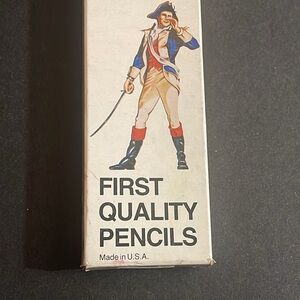 FIRST
QUALITY
PENCILS
Made in U.S.A.